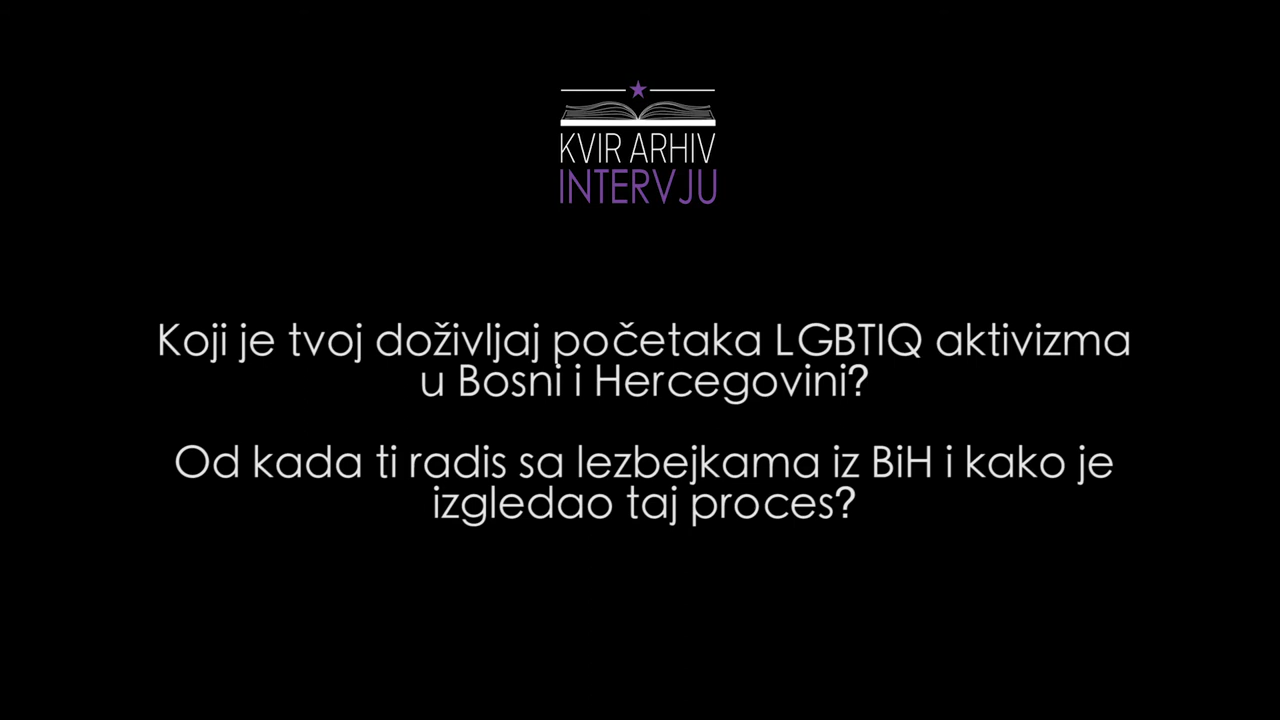 KVIR ARHIV
INTERVJU
Koji je tvoj doživljaj početaka LGBTIQ aktivizma
u Bosni i Hercegovini?
Od kada ti radis sa lezbejkama iz BiH i kako je
izgledao taj proces?